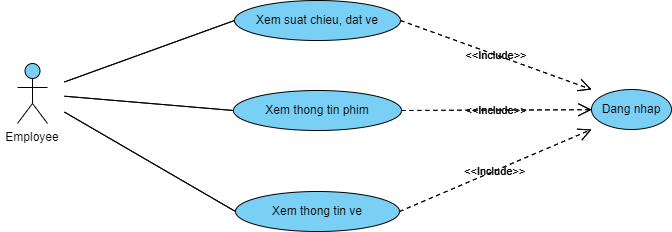 Xem suat chieu, dat ve
<<Include>>
Employee
Xem thong tin phim
<<Include>>
Dang nhap
<<Include>>
Xem thong tin ve